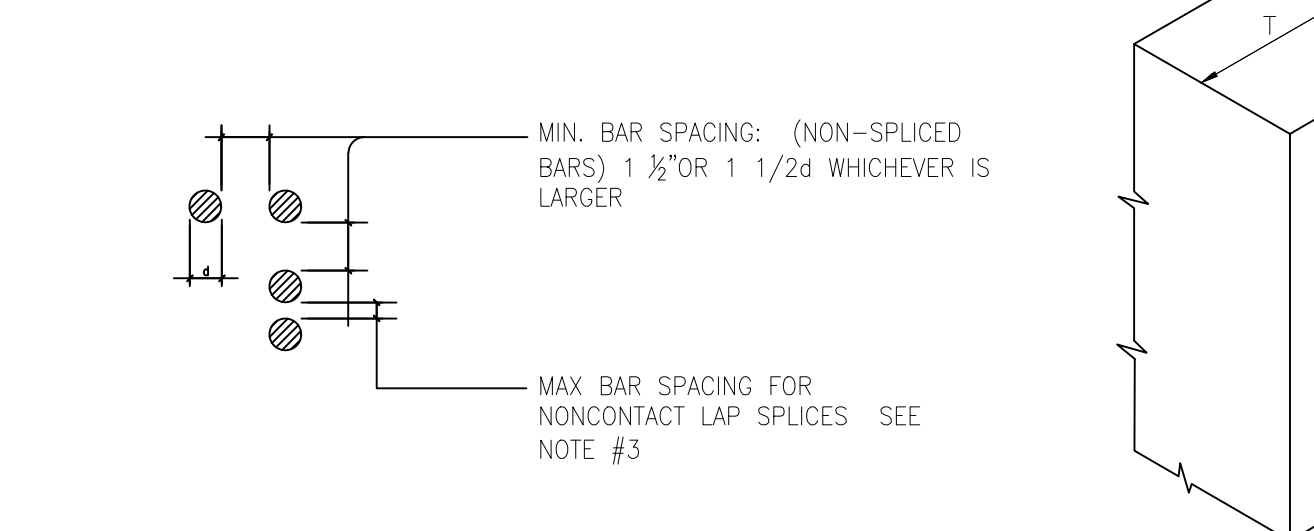 T
MIN. BAR SPACING: (NON-SPLICED
BARS) 1 ½"OR 1 1/2d WHICHEVER IS
LARGER
d
MAX BAR SPACING FOR
NONCONTACT LAP SPLICES SEE
NOTE #3